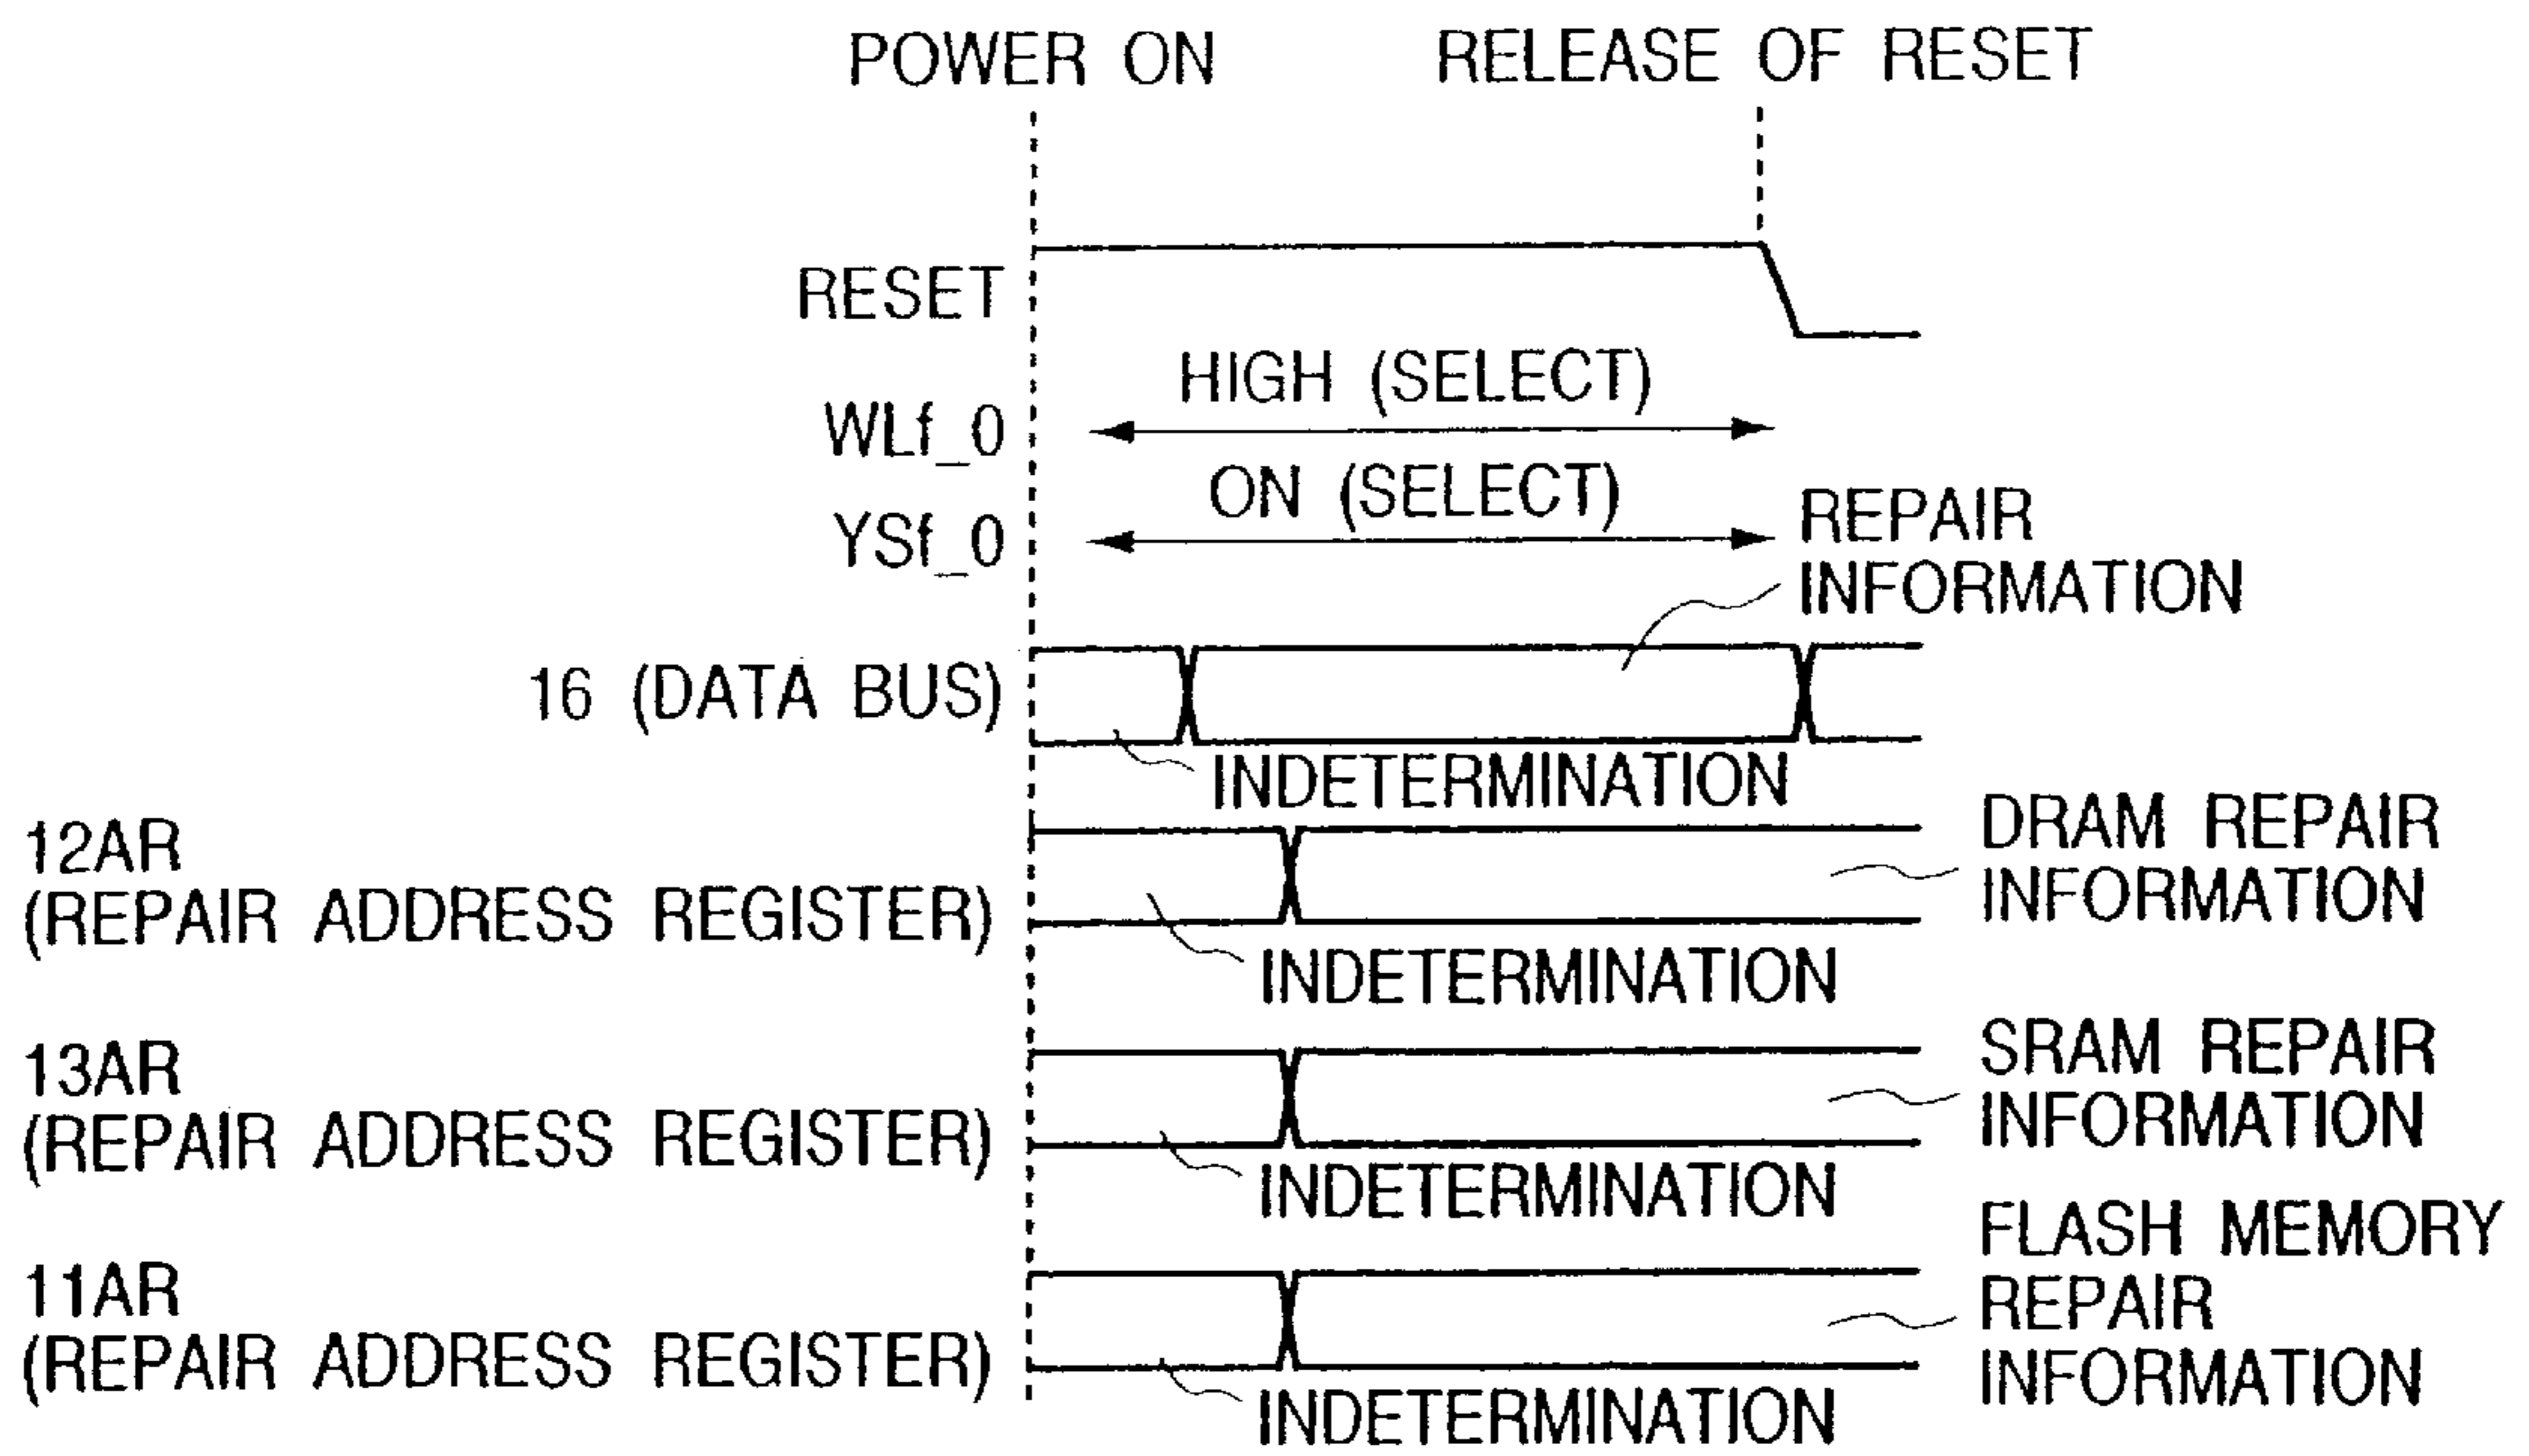 POWER ON
RELEASE OF RESET
RESET
HIGH (SELECT)
WLf_0
ON (SELECT)
YSf_0
REPAIR
INFORMATION
16 (DATA BUS)
INDETERMINATION
12AR
(REPAIR ADDRESS REGISTER)
DRAM REPAIR
INFORMATION
INDETERMINATION
13AR
(REPAIR ADDRESS REGISTER)
SRAM REPAIR
INFORMATION
INDETERMINATION
11AR
(REPAIR ADDRESS REGISTER)
FLASH MEMORY
REPAIR
INFORMATION
INDETERMINATION